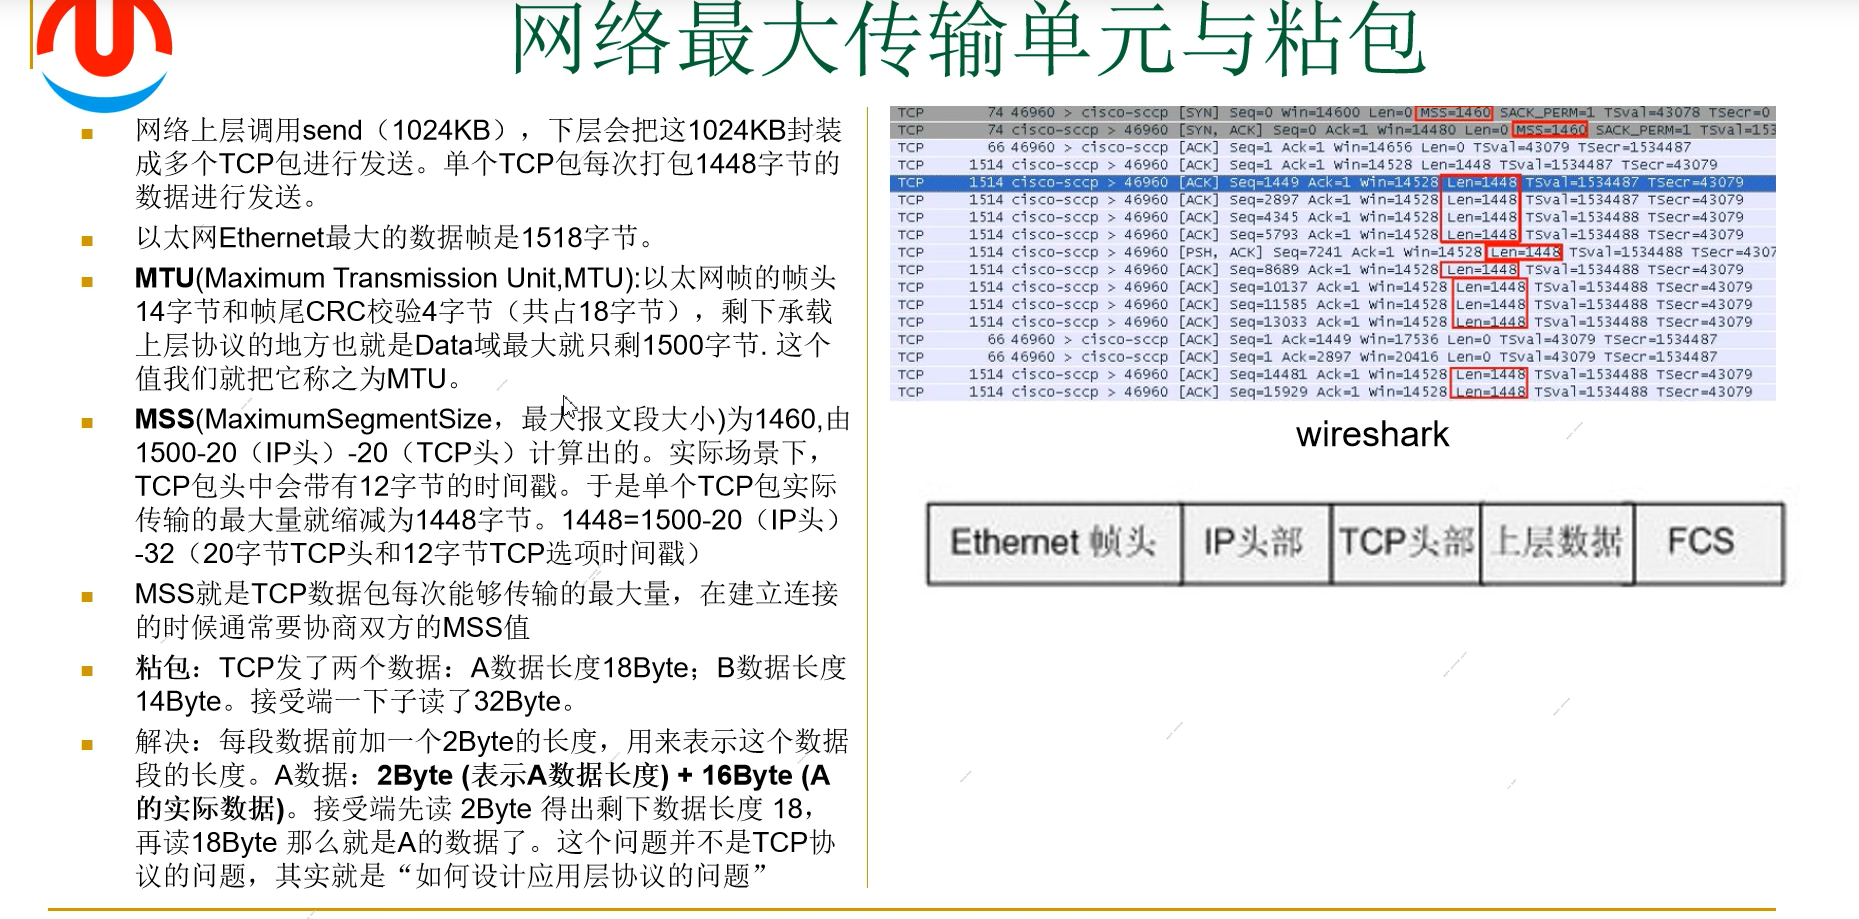 网络最大传输单元与粘包
网络上层调用send（1024KB），下层会把这1024KB封装
成多个TCP包进行发送。单个TCP包每次打包1448字节的
数据进行发送。
以太网Ethernet最大的数据帧是1518字节。
MTU(Maximum Transmission Unit,MTU):以太网帧的帧头
14字节和帧尾CRC校验4字节（共占18字节），剩下承载
上层协议的地方也就是Data域最大就只剩1500字节. 这个
值我们就把它称之为MTU。
MSS(MaximumSegmentSize，最大报文段大小)为1460,由
1500-20（IP头）-20（TCP头）计算出的。实际场景下，
TCP包头中会带有12字节的时间戳。于是单个TCP包实际
传输的最大量就缩减为1448字节。1448=1500-20（IP头）
-32（20字节TCP头和12字节TCP选项时间戳）
MSS就是TCP数据包每次能够传输的最大量，在建立连接
的时候通常要协商双方的MSS值
粘包：TCP发了两个数据：A数据长度18Byte；B数据长度
14Byte。接受端一下子读了32Byte。
解决：每段数据前加一个2Byte的长度，用来表示这个数据
段的长度。A数据：2Byte (表示A数据长度) + 16Byte (A
的实际数据)。接受端先读 2Byte 得出剩下数据长度 18，
再读18Byte 那么就是A的数据了。这个问题并不是TCP协
议的问题，其实就是“如何设计应用层协议的问题”
TCP 74 46960 > cisco-sccp [SYN] Seq=0 Win=14600 Len=0 MSS=1460 SACK_PERM=1 TSval=43078 TSecr=0
TCP 74 cisco-sccp > 46960 [SYN, ACK] Seq=0 Ack=1 Win=14480 Len=0 MSS=1460 SACK_PERM=1 TSval=153
TCP 66 46960 > cisco-sccp [ACK] Seq=1 Ack=1 Win=14656 Len=0 TSval=43079 TSecr=1534487
TCP 1514 cisco-sccp > 46960 [ACK] Seq=1 Ack=1 Win=14528 Len=1448 TSval=1534487 TSecr=43079
TCP 1514 cisco-sccp > 46960 [ACK] Seq=1449 Ack=1 Win=14528 Len=1448 TSval=1534487 TSecr=43079
TCP 1514 cisco-sccp > 46960 [ACK] Seq=2897 Ack=1 Win=14528 Len=1448 TSval=1534487 TSecr=43079
TCP 1514 cisco-sccp > 46960 [ACK] Seq=4345 Ack=1 Win=14528 Len=1448 TSval=1534488 TSecr=43079
TCP 1514 cisco-sccp > 46960 [ACK] Seq=5793 Ack=1 Win=14528 Len=1448 TSval=1534488 TSecr=43079
TCP 1514 cisco-sccp > 46960 [PSH, ACK] Seq=7241 Ack=1 Win=14528 Len=1448 TSval=1534488 TSecr=4307
TCP 1514 cisco-sccp > 46960 [ACK] Seq=8689 Ack=1 Win=14528 Len=1448 TSval=1534488 TSecr=43079
TCP 1514 cisco-sccp > 46960 [ACK] Seq=10137 Ack=1 Win=14528 Len=1448 TSval=1534488 TSecr=43079
TCP 1514 cisco-sccp > 46960 [ACK] Seq=11585 Ack=1 Win=14528 Len=1448 TSval=1534488 TSecr=43079
TCP 1514 cisco-sccp > 46960 [ACK] Seq=13033 Ack=1 Win=14528 Len=1448 TSval=1534488 TSecr=43079
TCP 66 46960 > cisco-sccp [ACK] Seq=1 Ack=1449 Win=17536 Len=0 TSval=43079 TSecr=1534487
TCP 66 46960 > cisco-sccp [ACK] Seq=1 Ack=2897 Win=20416 Len=0 TSval=43079 TSecr=1534487
TCP 1514 cisco-sccp > 46960 [ACK] Seq=14481 Ack=1 Win=14528 Len=1448 TSval=1534488 TSecr=43079
TCP 1514 cisco-sccp > 46960 [ACK] Seq=15929 Ack=1 Win=14528 Len=1448 TSval=1534488 TSecr=43079
wireshark
Ethernet 帧头 IP头部 TCP头部 上层数据 FCS